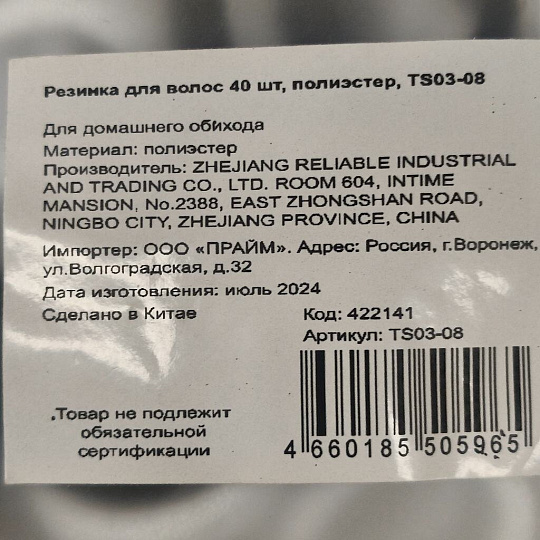 Резинка для волос 40 шт, полиэстер, TS03-08
Для домашнего обихода
Материал: полиэстер
Производитель: ZHEJIANG RELIABLE INDUSTRIAL
AND TRADING CO., LTD. ROOM 604, INTIME
MANSION, No.2388, EAST ZHONGSHAN ROAD,
NINGBO CITY, ZHEJIANG PROVINCE, CHINA
Импортер: ООО «ПРАЙМ». Адрес: Россия, г.Воронеж,
ул.Волгоградская, д.32
Дата изготовления: июль 2024
Сделано в Китае
Код: 422141
Артикул: TS03-08
.Товар не подлежит
обязательной
сертификации
4 660185 505965